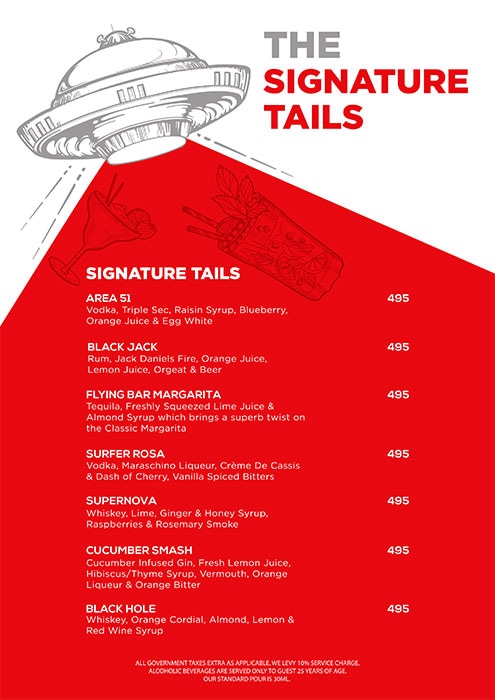 THE
SIGNATURE
TAILS
SIGNATURE TAILS
AREA 51 495
Vodka, Triple Sec, Raisin Syrup, Blueberry,
Orange Juice & Egg White
BLACK JACK 495
Rum, Jack Daniels Fire, Orange Juice,
Lemon Juice, Orgeat & Beer
FLYING BAR MARGARITA 495
Tequila, Freshly Squeezed Lime Juice &
Almond Syrup which brings a superb twist on
the Classic Margarita
SURFER ROSA 495
Vodka, Maraschino Liqueur, Crème De Cassis
& Dash of Cherry, Vanilla Spiced Bitters
SUPERNOVA 495
Whiskey, Lime, Ginger & Honey Syrup,
Raspberries & Rosemary Smoke
CUCUMBER SMASH 495
Cucumber Infused Gin, Fresh Lemon Juice,
Hibiscus/Thyme Syrup, Vermouth, Orange
Liqueur & Orange Bitter
BLACK HOLE 495
Whiskey, Orange Cordial, Almond, Lemon &
Red Wine Syrup
ALL GOVERNMENT TAXES EXTRA AS APPLICABLE, WE LEVY 10% SERVICE CHARGE.
ALOOHOLIC BEVERAGES ARE SERVED ONLY TO GUEST 25 YEARS OF AGE.
OUR STANDARD POUR IS 30ML.